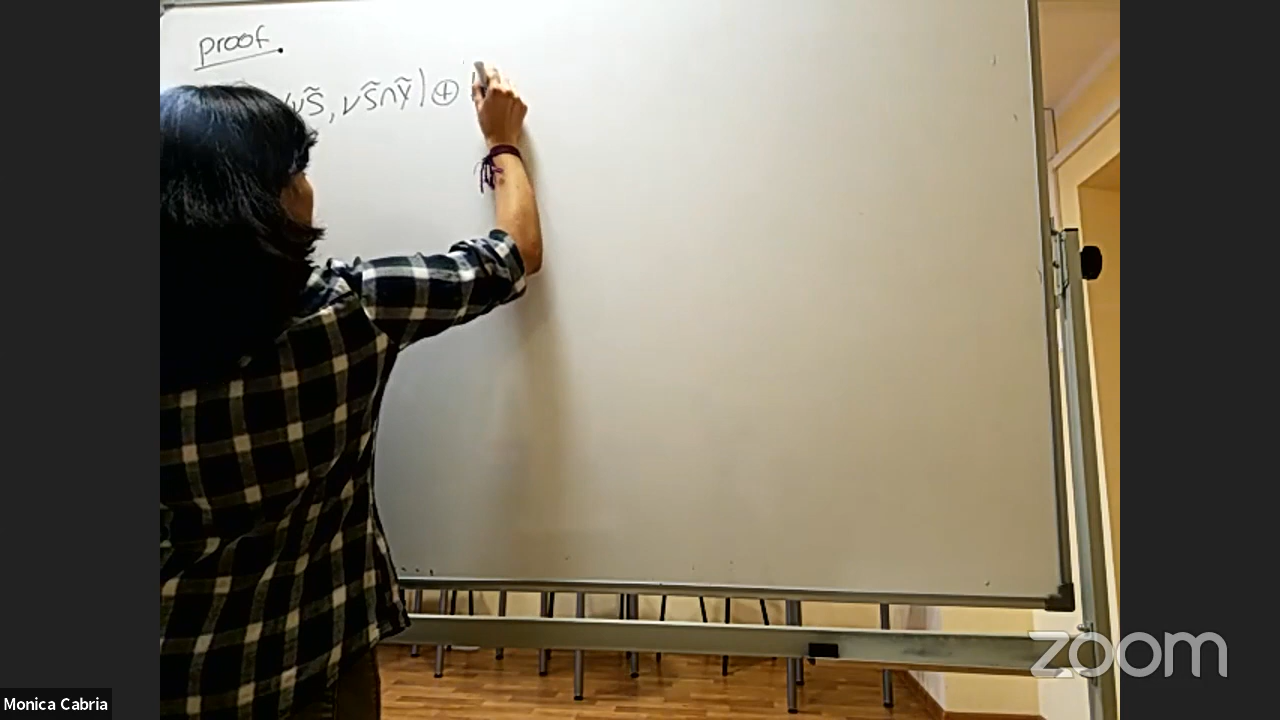 proof.
νS̃, νS̃∩Ỹ) ⊕
Monica Cabria
zoom